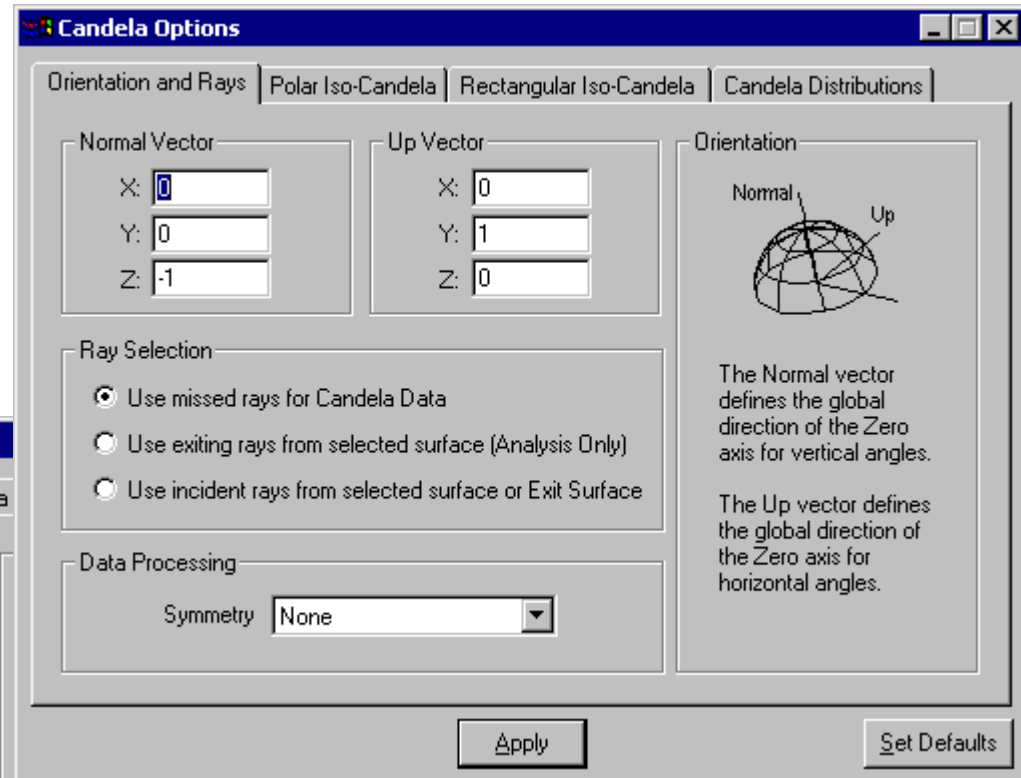 Candela Options
Orientation and Rays
Polar Iso-Candela
Rectangular Iso-Candela
Candela Distributions
Normal Vector
X: 0
Y: 0
Z: -1
Up Vector
X: 0
Y: 1
Z: 0
Orientation
Normal
Up
The Normal vector
defines the global
direction of the Zero
axis for vertical angles.
The Up vector defines
the global direction of
the Zero axis for
horizontal angles.
Ray Selection
Use missed rays for Candela Data
Use exiting rays from selected surface (Analysis Only)
Use incident rays from selected surface or Exit Surface
Data Processing
Symmetry None
a
Apply
Set Defaults